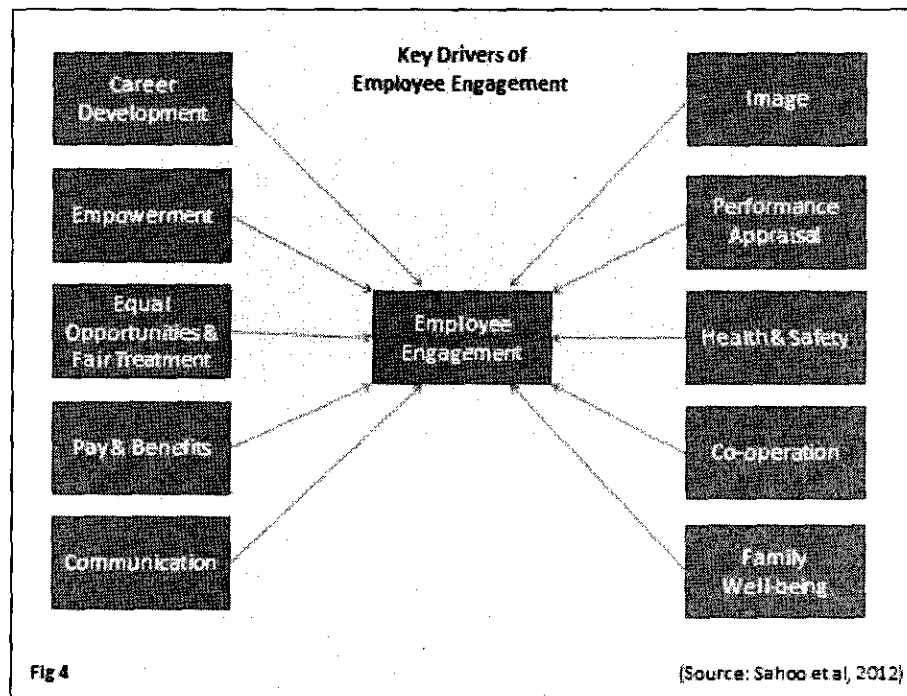 Key Drivers of
Employee Engagement
Career
Development
Empowerment
Equal
Opportunities &
Fair Treatment
Pay & Benefits
Communication
Employee
Engagement
Image
Performance
Appraisal
Health & Safety
Co-operation
Family
Well-being
Fig 4
(Source: Sahoo et al, 2012)